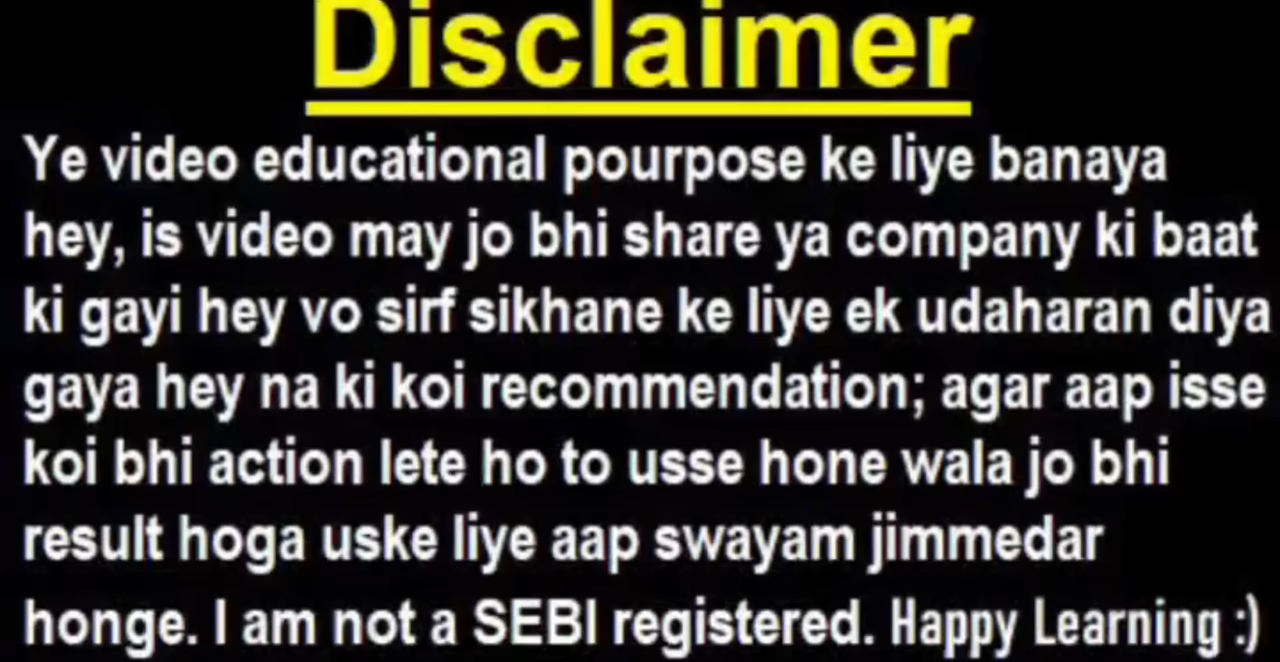 Disclaimer
Ye video educational pourpose ke liye banaya
hey, is video may jo bhi share ya company ki baat
ki gayi hey vo sirf sikhane ke liye ek udaharan diya
gaya hey na ki koi recommendation; agar aap isse
koi bhi action lete ho to usse hone wala jo bhi
result hoga uske liye aap swayam jimmedar
honge. I am not a SEBI registered. Happy Learning :)